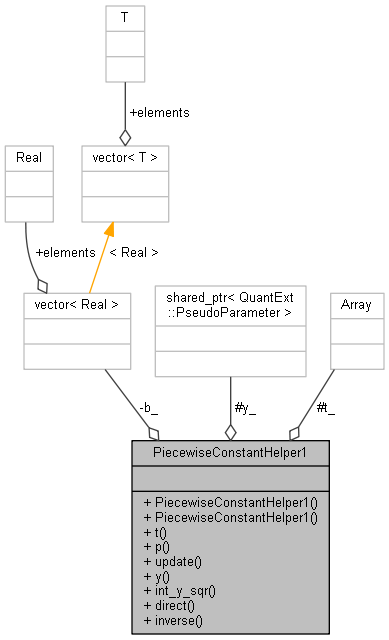 T
+elements
Real
vector< T >
+elements
< Real >
vector< Real >
shared_ptr< QuantExt
::PseudoParameter >
Array
-b_
#y_
#t_
PiecewiseConstantHelper1
+ PiecewiseConstantHelper1()
+ PiecewiseConstantHelper1()
+ t()
+ p()
+ update()
+ y()
+ int_y_sqr()
+ direct()
+ inverse()